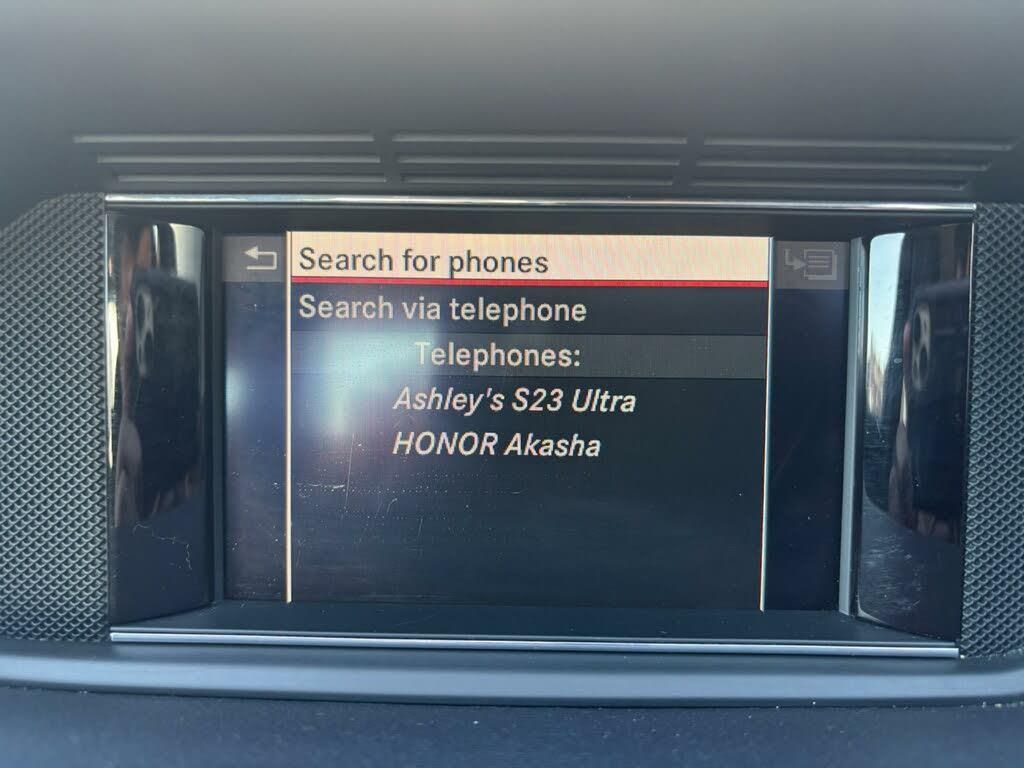 Search for phones
Search via telephone
Telephones:
Ashley's S23 Ultra
HONOR Akasha